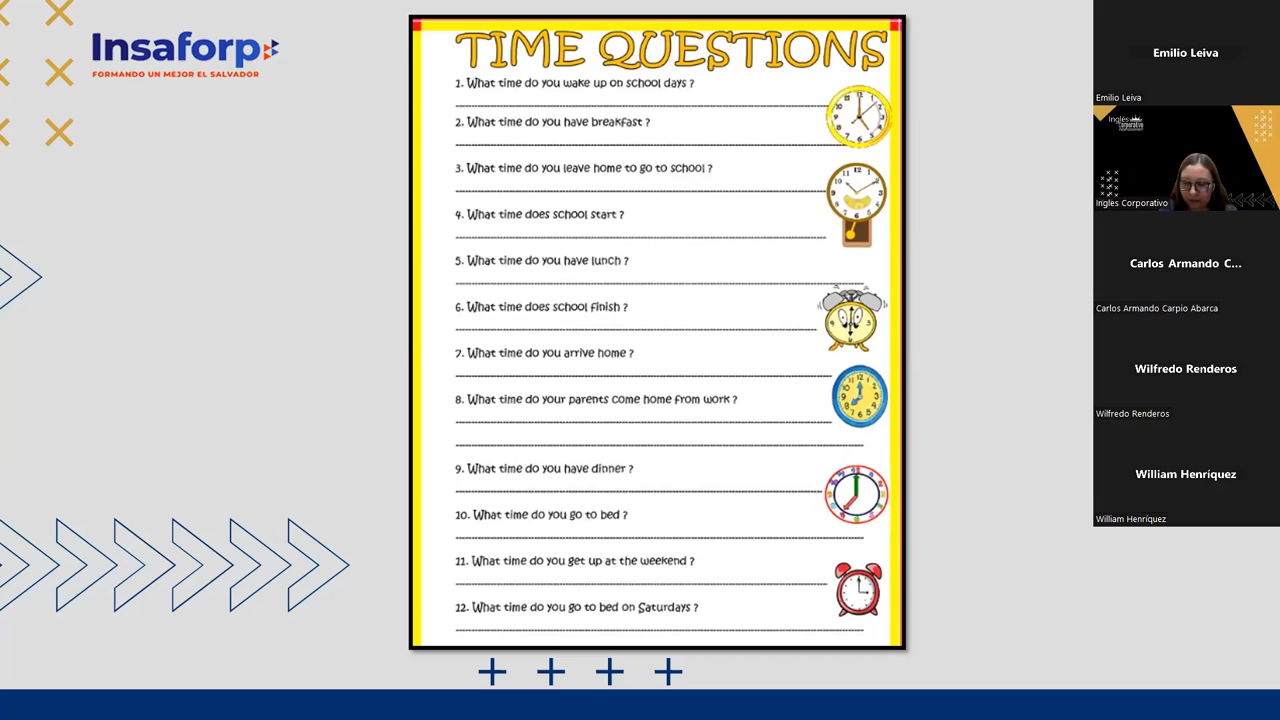 Insaforp
FORMANDO UN MEJOR EL SALVADOR
TIME QUESTIONS
1. What time do you wake up on school days ?
2. What time do you have breakfast ?
3. What time do you leave home to go to school ?
4. What time does school start ?
5. What time do you have lunch ?
6. What time does school finish ?
7. What time do you arrive home ?
8. What time do your parents come home from work ?
9. What time do you have dinner ?
10. What time do you go to bed ?
11. What time do you get up at the weekend ?
12. What time do you go to bed on Saturdays ?
Emilio Leiva
Emilio Leiva
Inglés
Corporativo
Ingles Corporativo
Carlos Armando C...
Carlos Armando Carpio Abarca
Wilfredo Renderos
Wilfredo Renderos
William Henríquez
William Henríquez